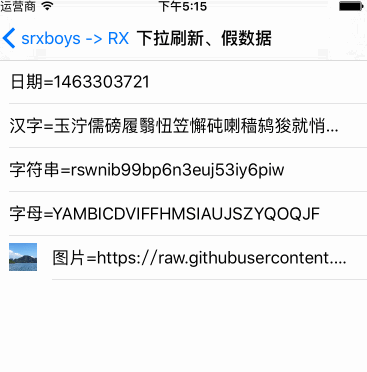 运营商 下午5:15
srxboys -> RX 下拉刷新、假数据
日期=1463303721
汉字=玉泞儒磅履翳忸笠懈砘喇穑鸫狻就悄...
字符串=rswnib99bp6n3euj53iy6piw
字母=YAMBICDVIFFHMSIAUJSZYQOQJF
图片=https://raw.githubusercontent....